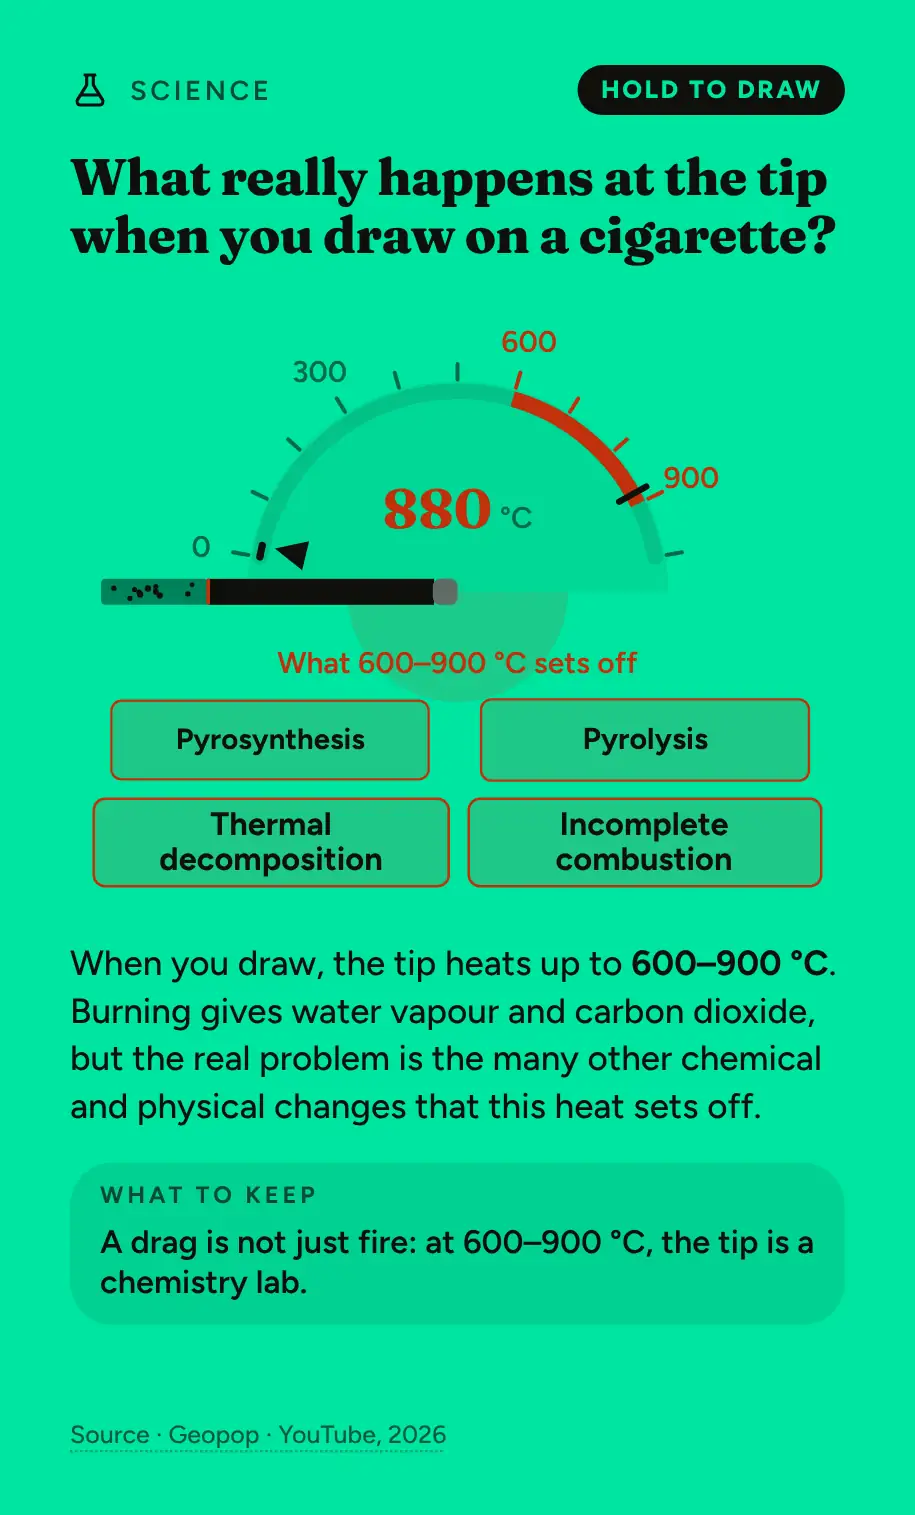 SCIENCE
HOLD TO DRAW
What really happens at the tip
when you draw on a cigarette?
600
300
900
880 °C
0
What 600–900 °C sets off
Pyrosynthesis
Pyrolysis
Thermal
decomposition
Incomplete
combustion
When you draw, the tip heats up to 600–900 °C.
Burning gives water vapour and carbon dioxide,
but the real problem is the many other chemical
and physical changes that this heat sets off.
WHAT TO KEEP
A drag is not just fire: at 600–900 °C, the tip is a
chemistry lab.
Source · Geopop · YouTube, 2026